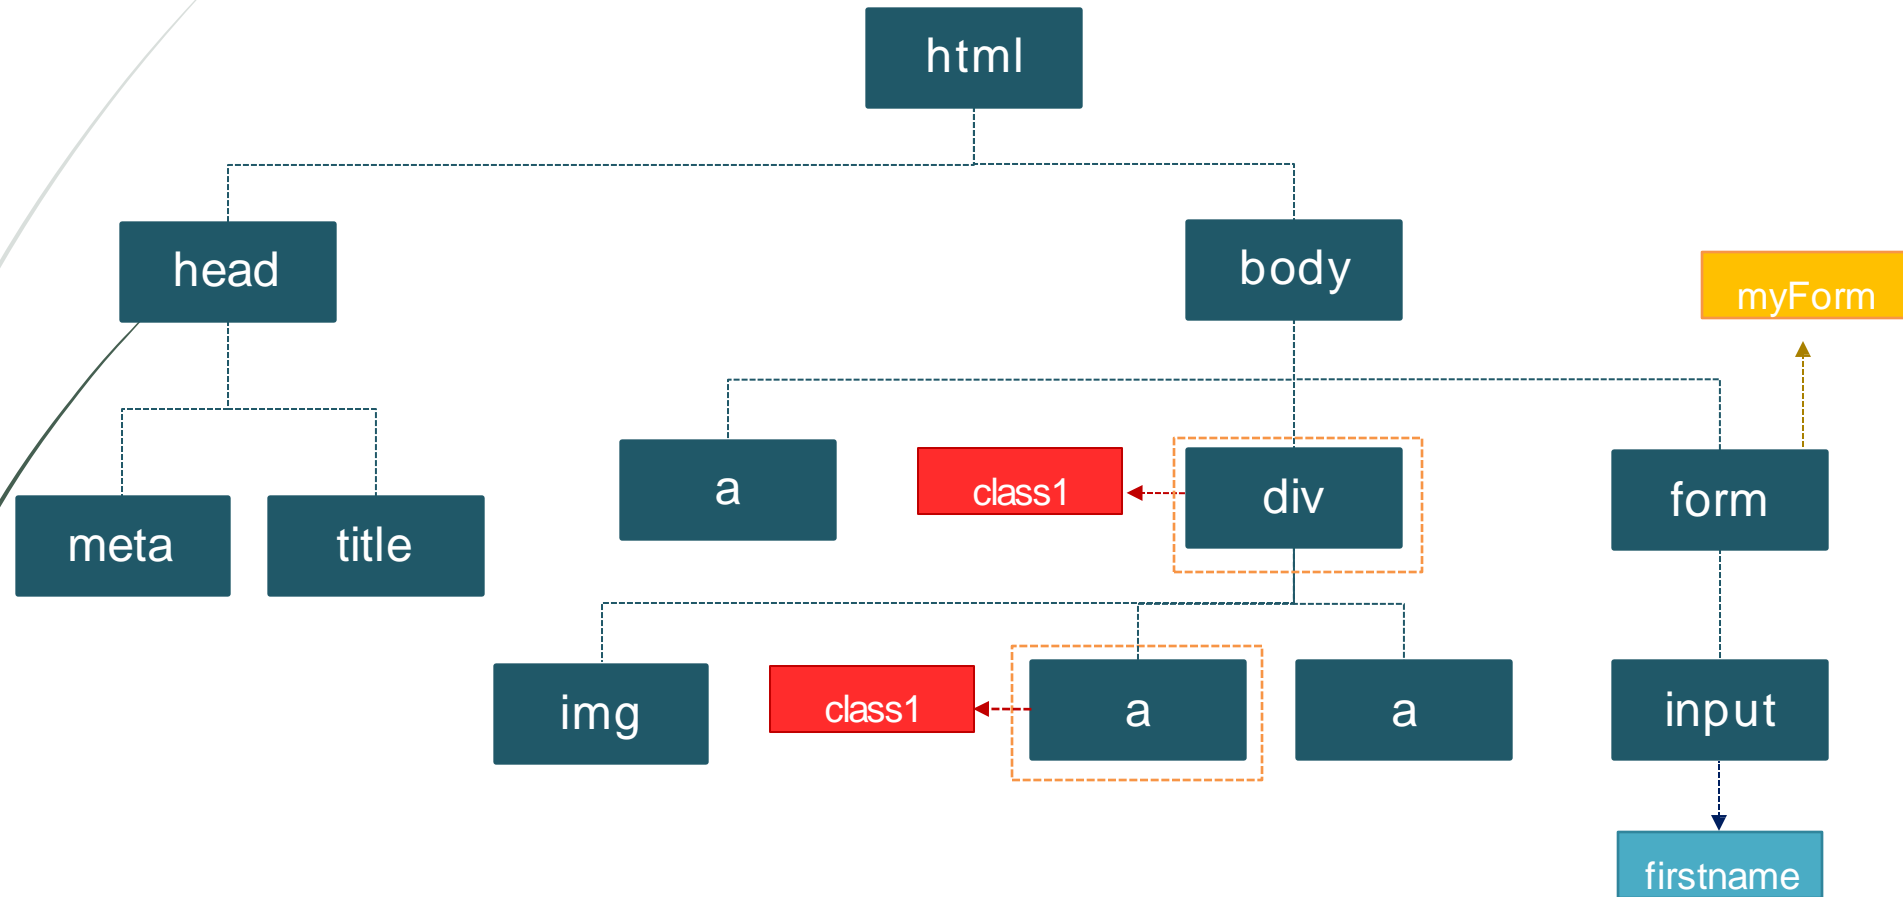 html
head
body
myForm
a
class1
div
form
meta
title
img
class1
a
a
input
firstname